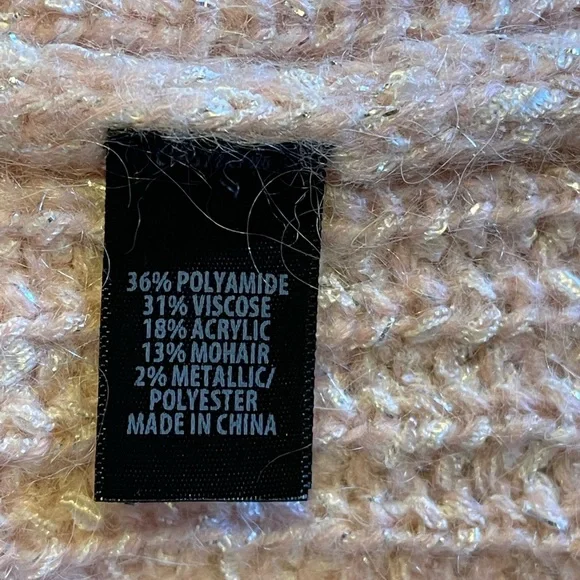 36% POLYAMIDE
31% VISCOSE
18% ACRYLIC
13% MOHAIR
2% METALLIC/
POLYESTER
MADE IN CHINA